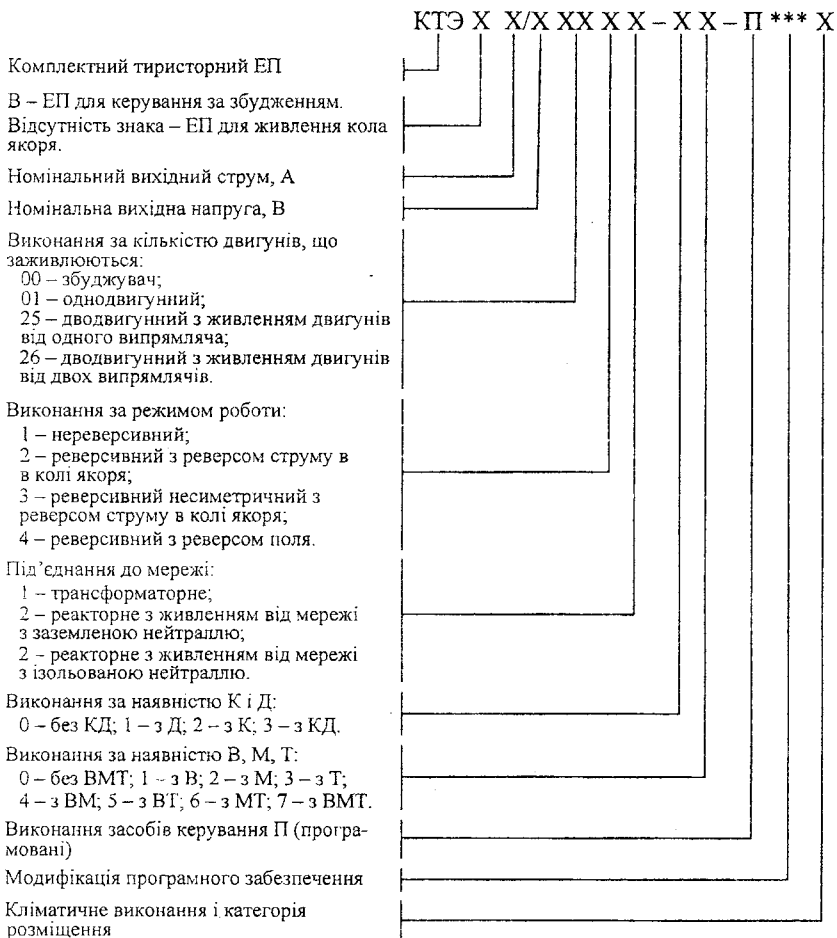 КТЭ Х Х/Х ХХ Х Х – Х Х – П *** Х
Комплектний тиристорний ЕП
В – ЕП для керування за збудженням.
Відсутність знака – ЕП для живлення кола
якоря.
Номінальний вихідний струм, А
Номінальна вихідна напруга, В
Виконання за кількістю двигунів, що
заживлюються:
00 – збуджувач;
01 – однодвигунний;
25 – дводвигунний з живленням двигунів
від одного випрямляча;
26 – дводвигунний з живленням двигунів
від двох випрямлячів.
Виконання за режимом роботи:
1 – нереверсивний;
2 – реверсивний з реверсом струму в
в колі якоря;
3 – реверсивний несиметричний з
реверсом струму в колі якоря;
4 – реверсивний з реверсом поля.
Під’єднання до мережі:
1 – трансформаторне;
2 – реакторне з живленням від мережі
з заземленою нейтраллю;
2 – реакторне з живленням від мережі
з ізольованою нейтраллю.
Виконання за наявністю К і Д:
0 – без КД; 1 – з Д; 2 – з К; 3 – з КД.
Виконання за наявністю В, М, Т:
0 – без ВМТ; 1 – з В; 2 – з М; 3 – з Т;
4 – з ВМ; 5 – з ВТ; 6 – з МТ; 7 – з ВМТ.
Виконання засобів керування П (програ-
мовані)
Модифікація програмного забезпечення
Кліматичне виконання і категорія
розміщення